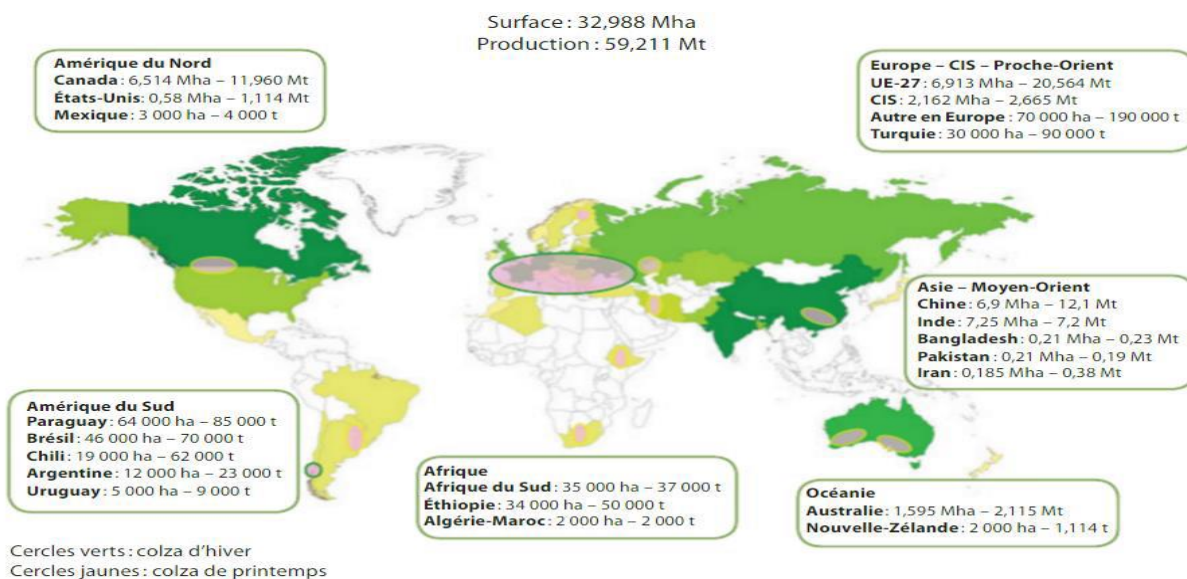 Surface : 32,988 Mha
Production : 59,211 Mt
Amérique du Nord
Canada : 6,514 Mha – 11,960 Mt
États-Unis : 0,58 Mha – 1,114 Mt
Mexique : 3 000 ha – 4 000 t
Europe – CIS – Proche-Orient
UE-27 : 6,913 Mha – 20,564 Mt
CIS : 2,162 Mha – 2,665 Mt
Autre en Europe : 70 000 ha – 190 000 t
Turquie : 30 000 ha – 90 000 t
Asie – Moyen-Orient
Chine : 6,9 Mha – 12,1 Mt
Inde : 7,25 Mha – 7,2 Mt
Bangladesh : 0,21 Mha – 0,23 Mt
Pakistan : 0,21 Mha – 0,19 Mt
Iran : 0,185 Mha – 0,38 Mt
Amérique du Sud
Paraguay : 64 000 ha – 85 000 t
Brésil : 46 000 ha – 70 000 t
Chili : 19 000 ha – 62 000 t
Argentine : 12 000 ha – 23 000 t
Uruguay : 5 000 ha – 9 000 t
Afrique
Afrique du Sud : 35 000 ha – 37 000 t
Éthiopie : 34 000 ha – 50 000 t
Algérie-Maroc : 2 000 ha – 2 000 t
Océanie
Australie : 1,595 Mha – 2,115 Mt
Nouvelle-Zélande : 2 000 ha – 1,114 t
Cercles verts : colza d'hiver
Cercles jaunes : colza de printemps